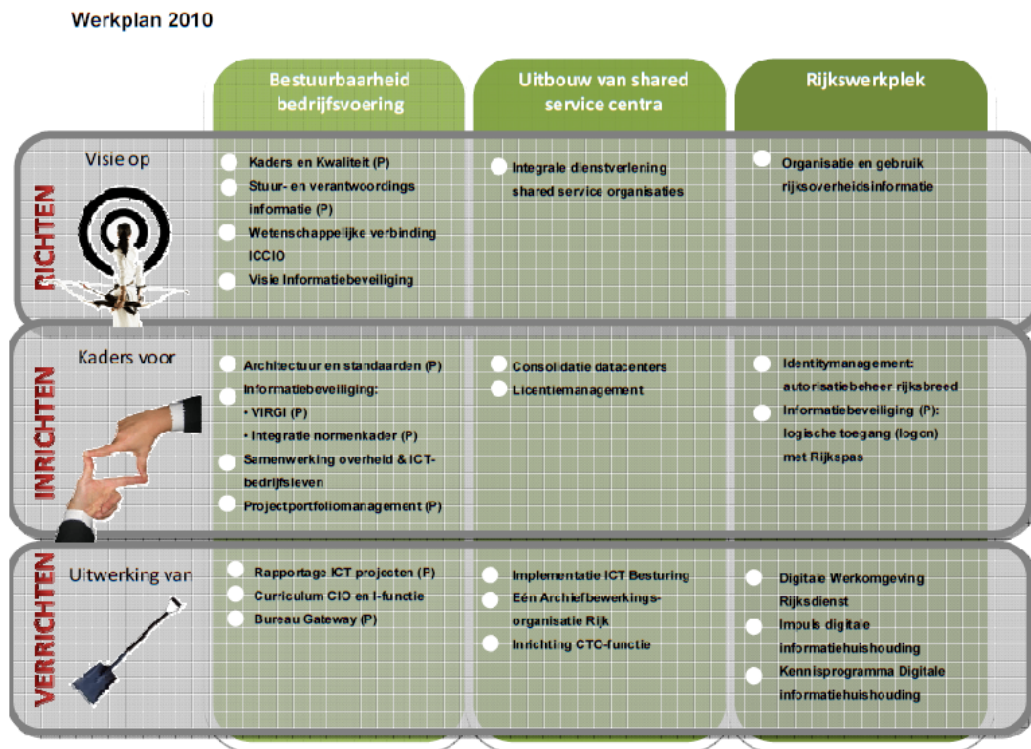 Werkplan 2010
Bestuurbaarheid
bedrijfsvoering
Uitbouw van shared
service centra
Rijkswerkplek
RICHTEN
Visie op
Kaders en Kwaliteit (P)
Stuur- en verantwoordings
informatie (P)
Wetenschappelijke verbinding
ICCIO
Visie Informatiebeveiliging
Integrale dienstverlening
shared service organisaties
Organisatie en gebruik
rijksoverheidsinformatie
INRICHTEN
Kaders voor
Architectuur en standaarden (P)
Informatiebeveiliging:
• VIRGI (P)
• Integratie normenkader (P)
Samenwerking overheid & ICT-
bedrijfsleven
Projectportfoliomanagement (P)
Consolidatie datacenters
Licentiemanagement
Identitymanagement:
autorisatiebeheer rijksbreed
Informatiebeveiliging (P):
logische toegang (logon)
met Rijkspas
VERRICHTEN
Uitwerking van
Rapportage ICT projecten (P)
Curriculum CIO en I-functie
Bureau Gateway (P)
Implementatie ICT Besturing
Eén Archiefbewerkings-
organisatie Rijk
Inrichting CTO-functie
Digitale Werkomgeving
Rijksdienst
Impuls digitale
informatiehuishouding
Kennisprogramma Digitale
informatiehuishouding